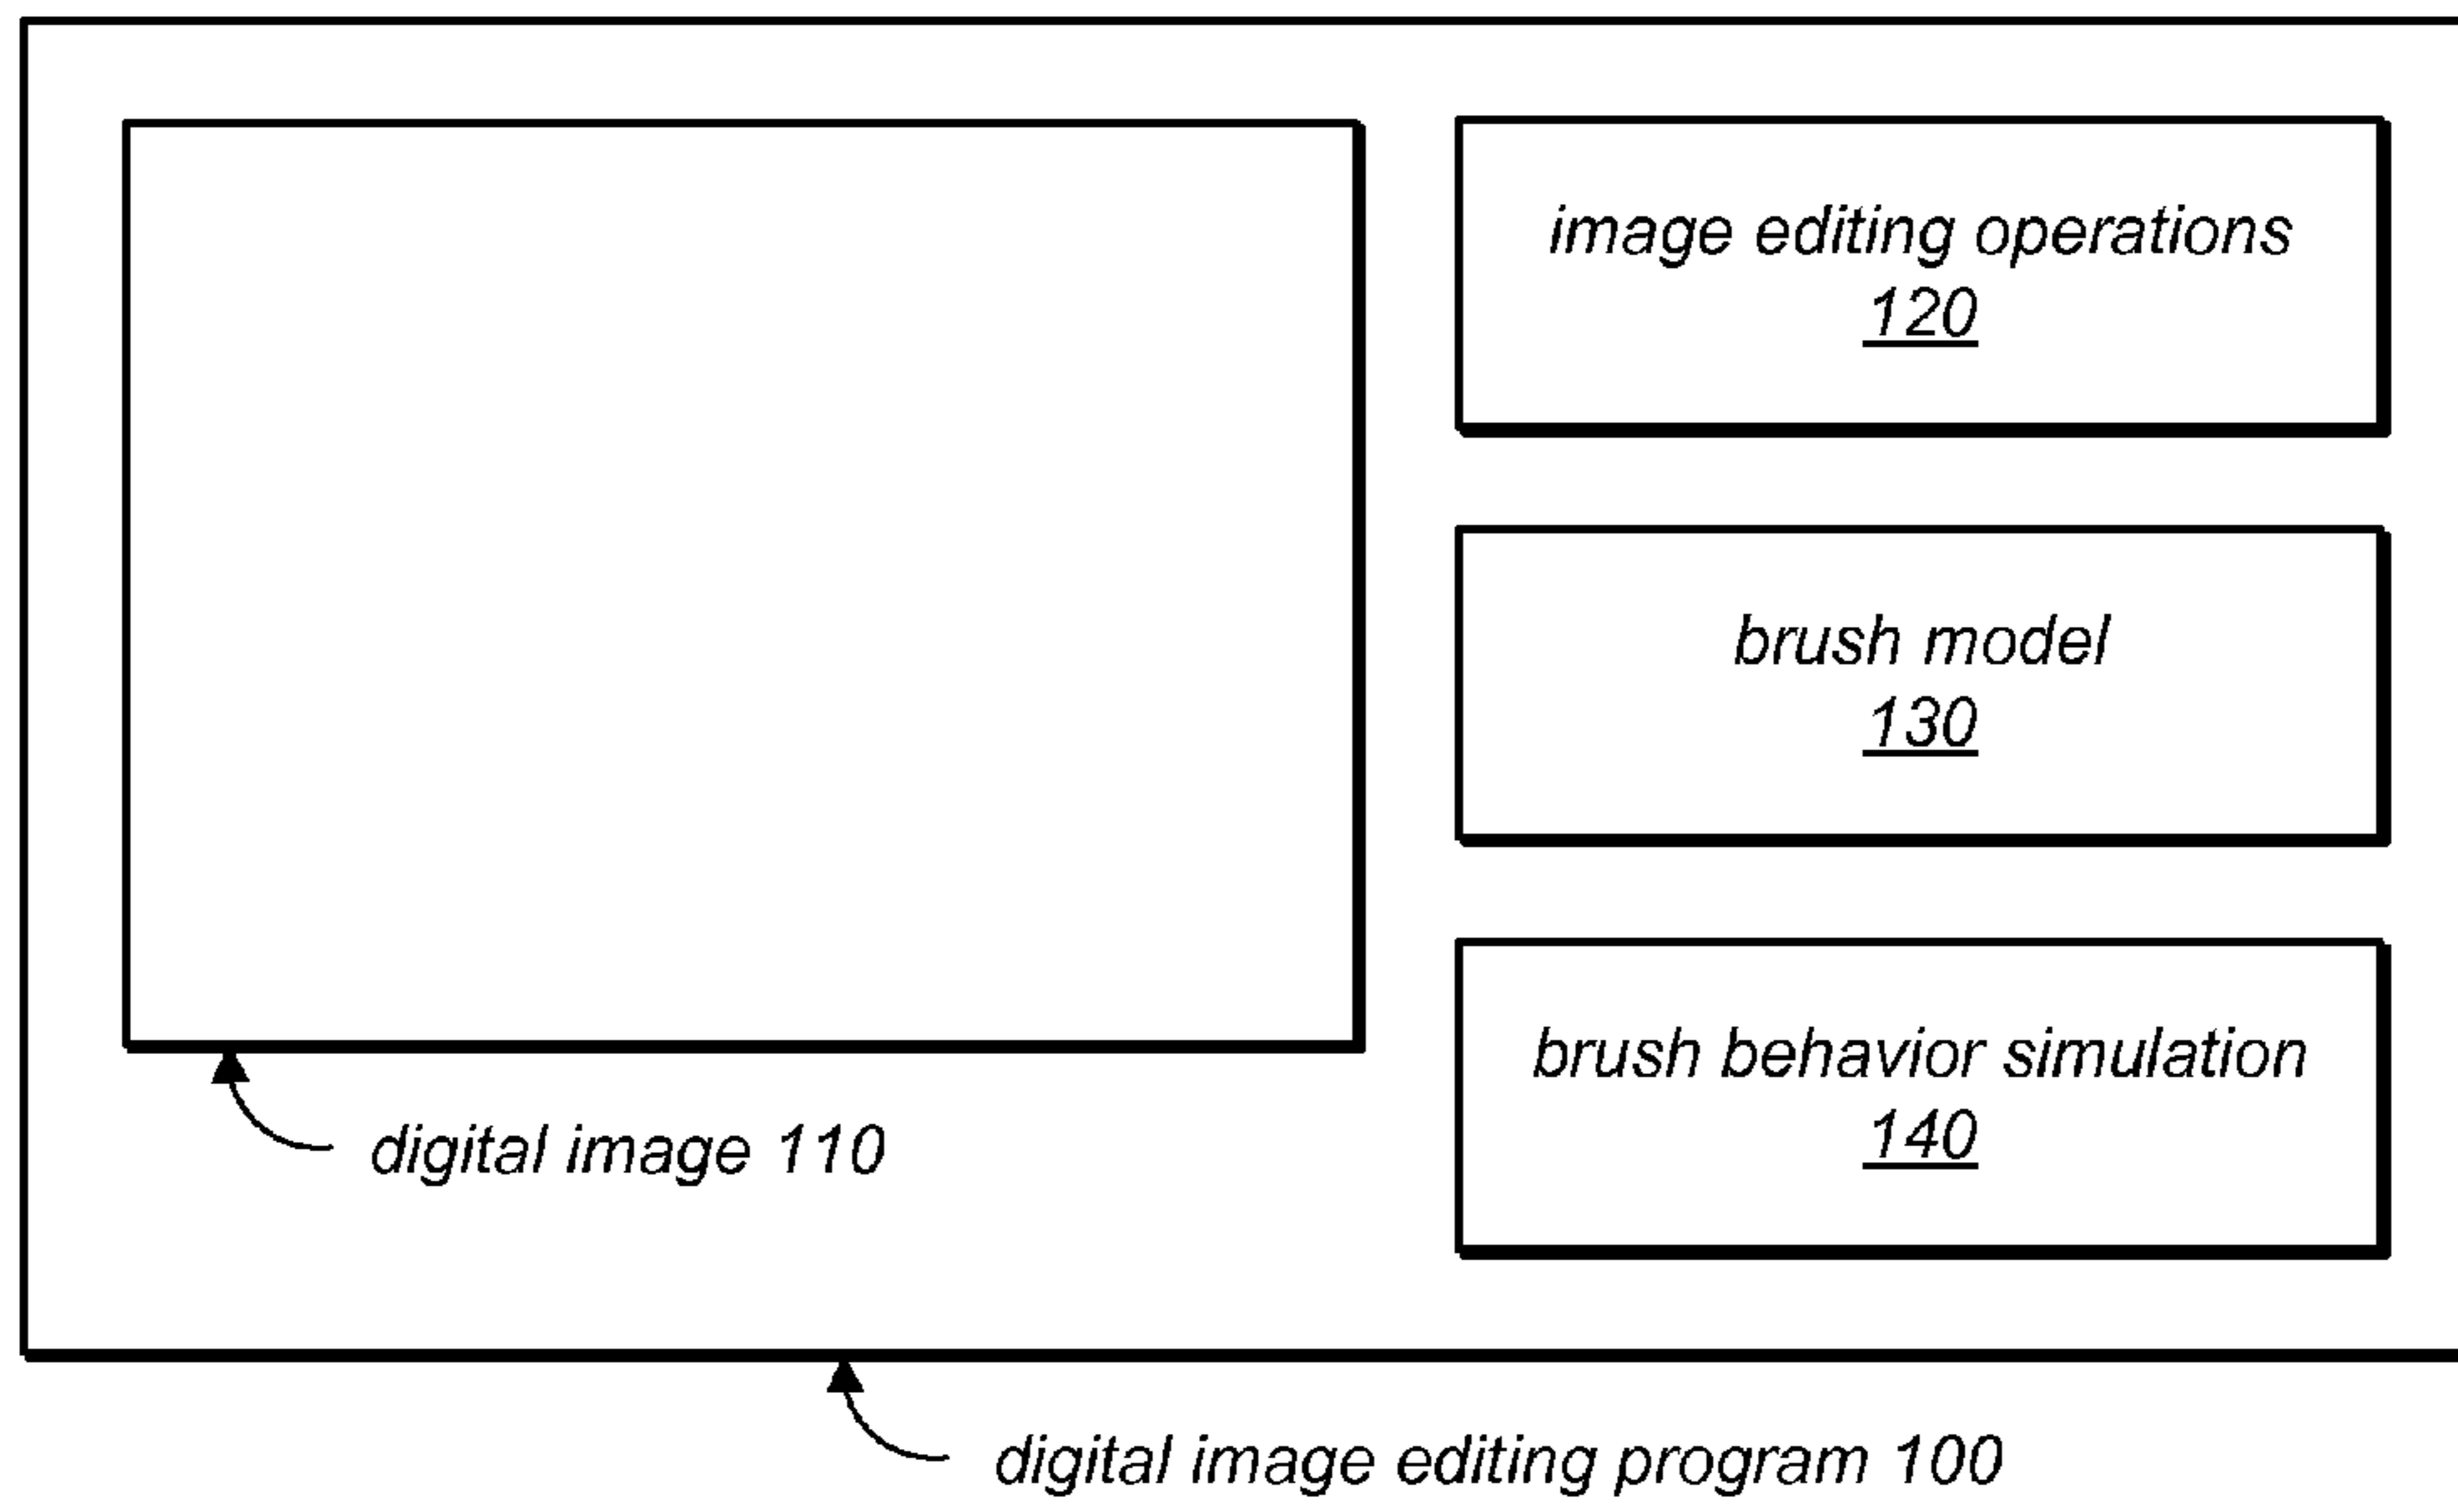 image editing operations
120
brush model
130
brush behavior simulation
140
digital image 110
digital image editing program 100